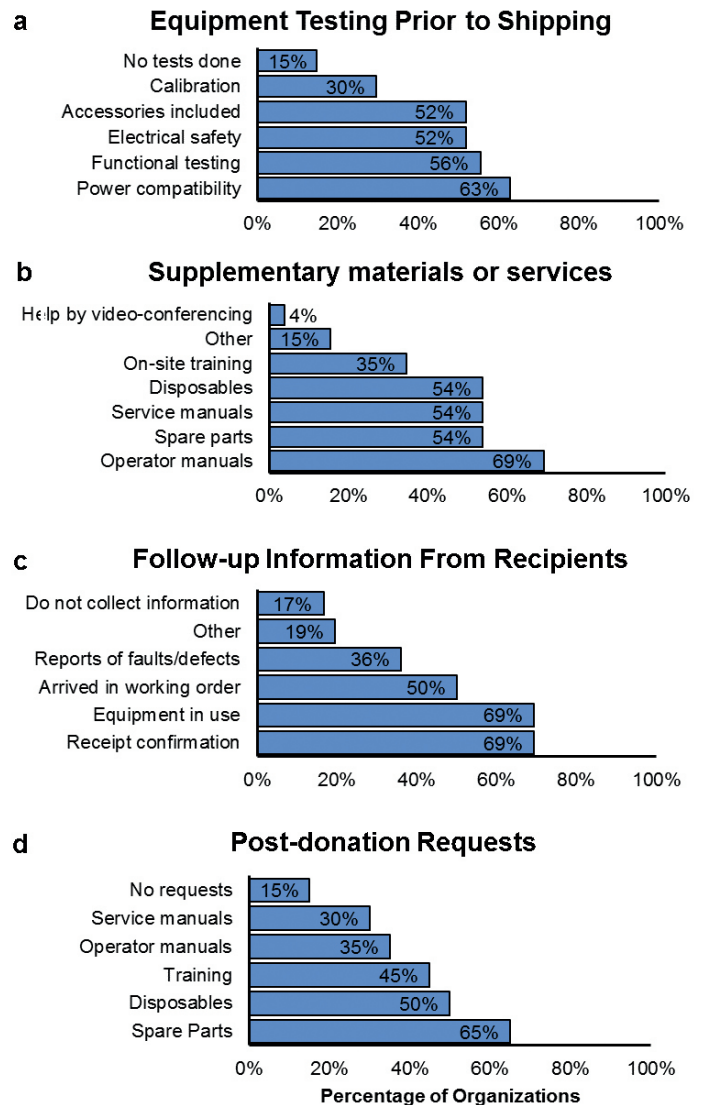 a Equipment Testing Prior to Shipping
No tests done 15%
Calibration 30%
Accessories included 52%
Electrical safety 52%
Functional testing 56%
Power compatibility 63%
0% 20% 40% 60% 80% 100%
b Supplementary materials or services
Help by video-conferencing 4%
Other 15%
On-site training 35%
Disposables 54%
Service manuals 54%
Spare parts 54%
Operator manuals 69%
0% 20% 40% 60% 80% 100%
c Follow-up Information From Recipients
Do not collect information 17%
Other 19%
Reports of faults/defects 36%
Arrived in working order 50%
Equipment in use 69%
Receipt confirmation 69%
0% 20% 40% 60% 80% 100%
d Post-donation Requests
No requests 15%
Service manuals 30%
Operator manuals 35%
Training 45%
Disposables 50%
Spare Parts 65%
0% 20% 40% 60% 80% 100%
Percentage of Organizations